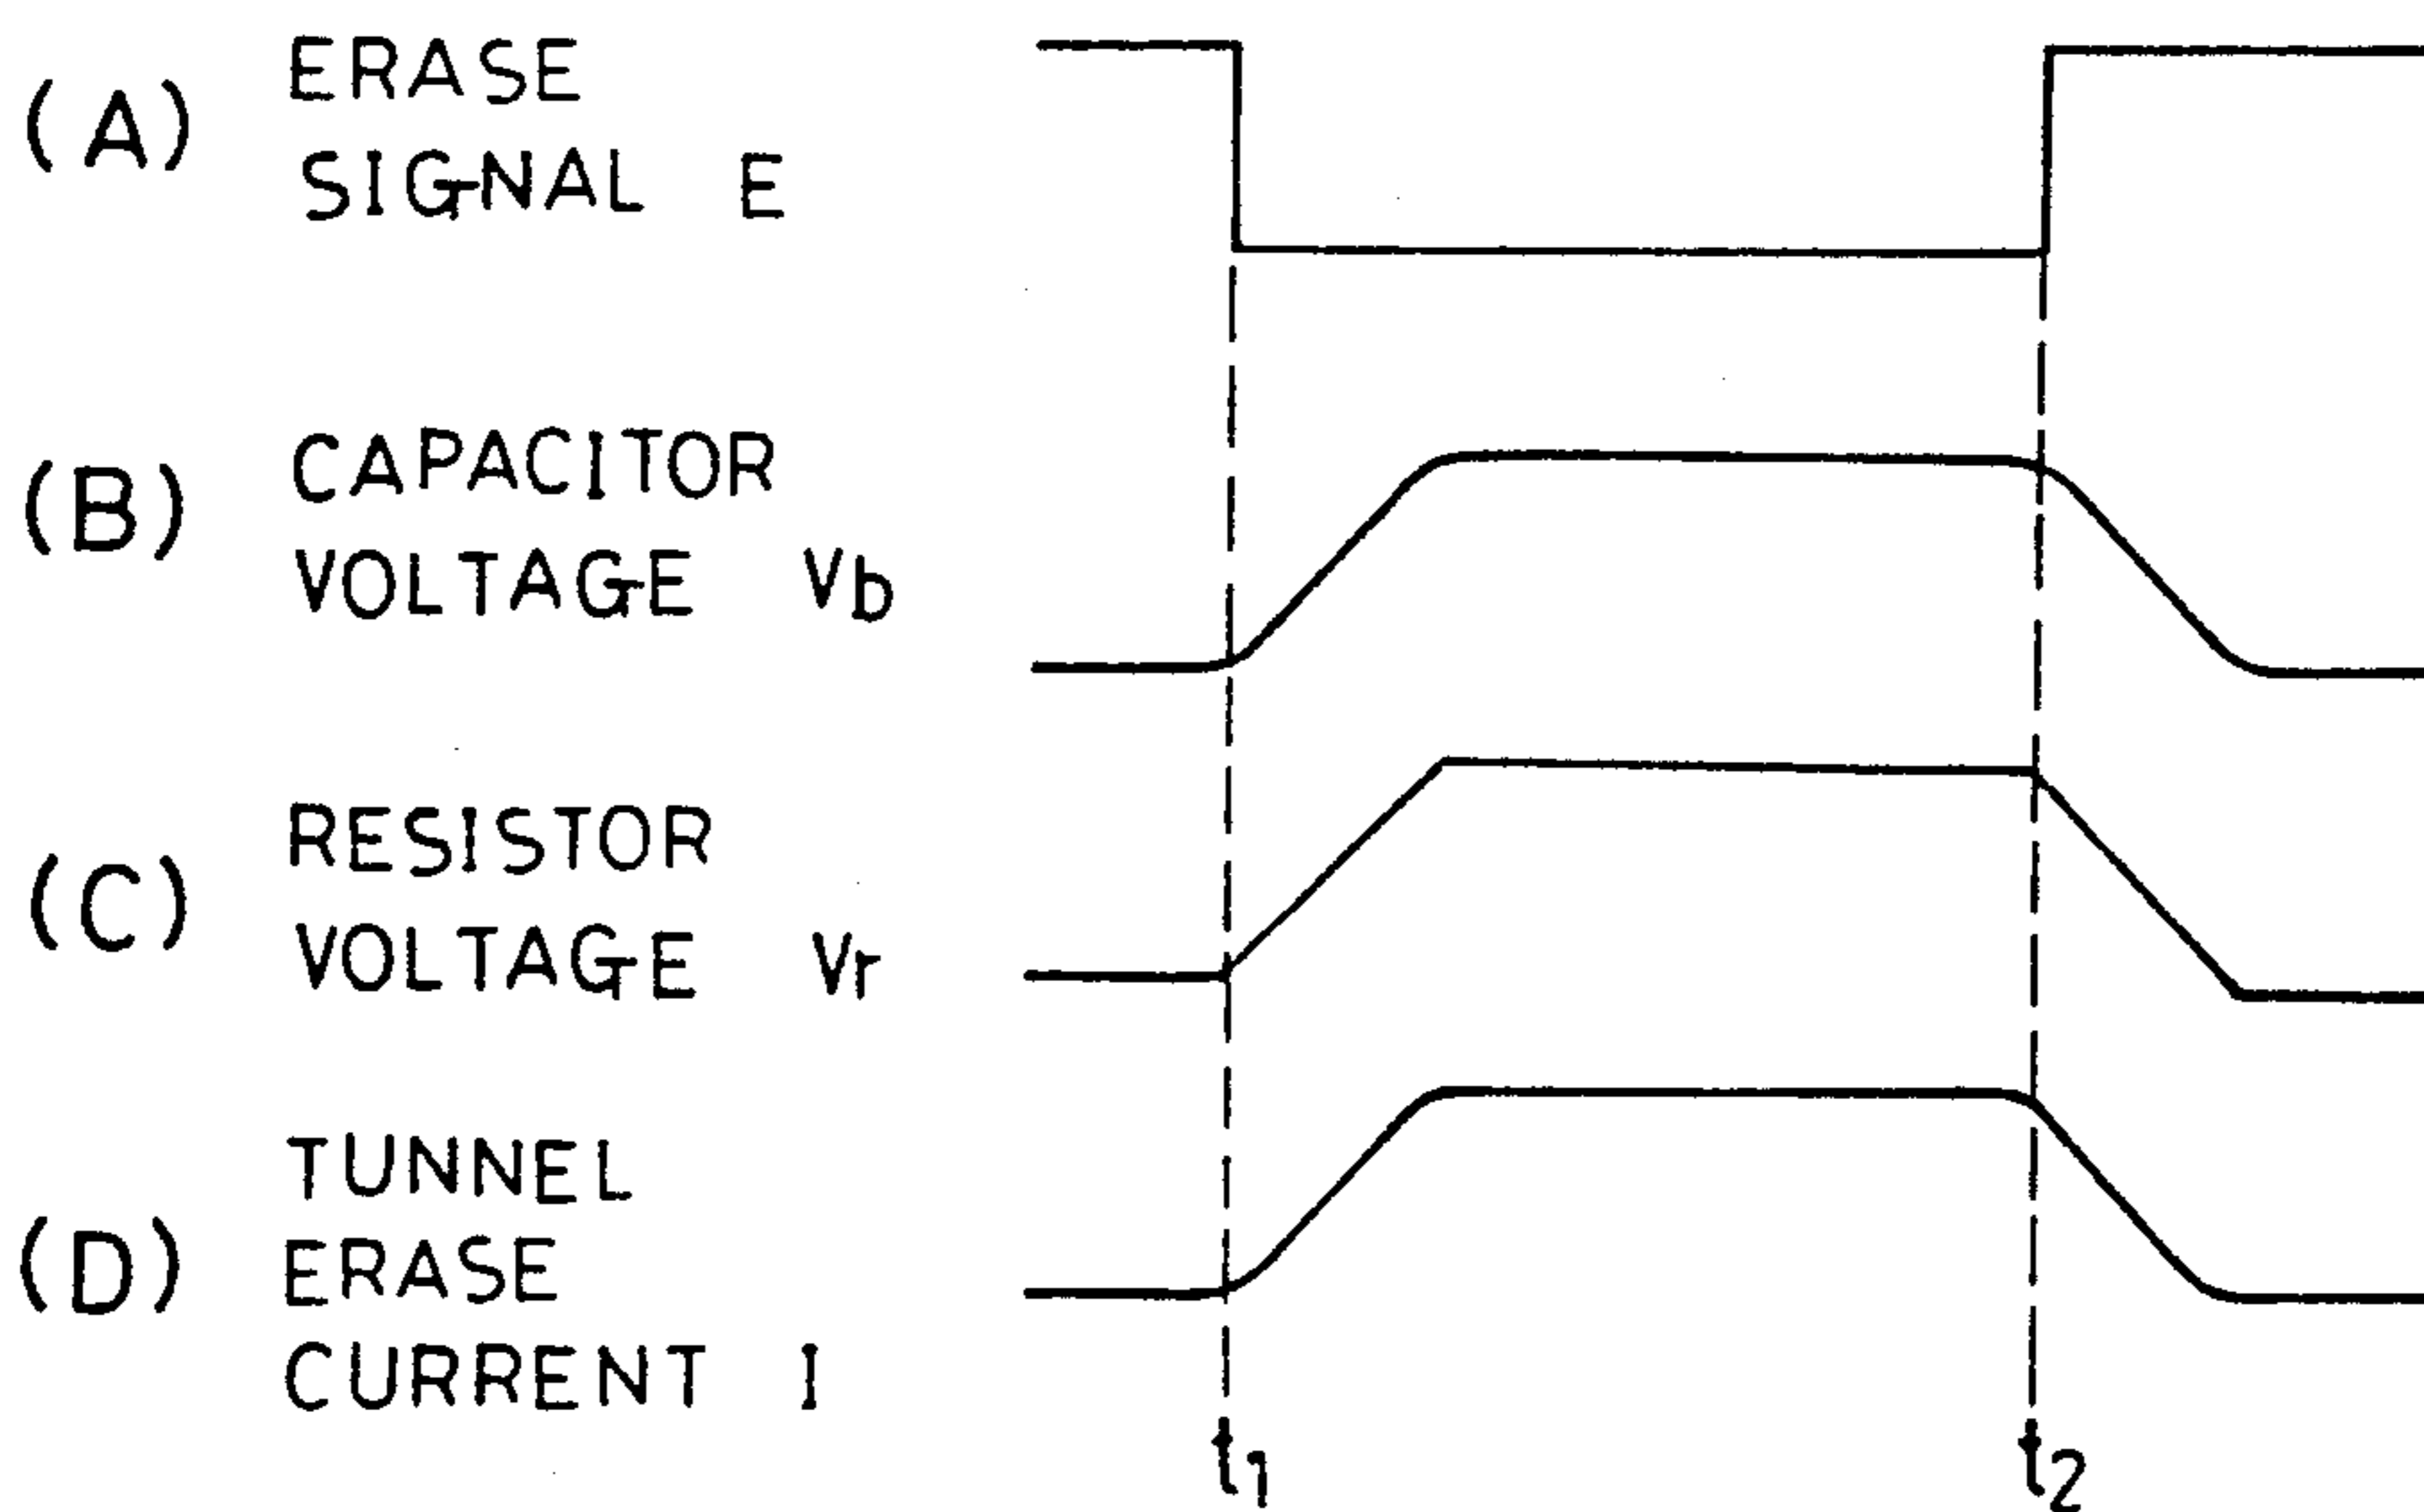 (A) ERASE
SIGNAL E
(B) CAPACITOR
VOLTAGE Vb
(C) RESISTOR
VOLTAGE Vr
(D) TUNNEL
ERASE
CURRENT I
t1 t2